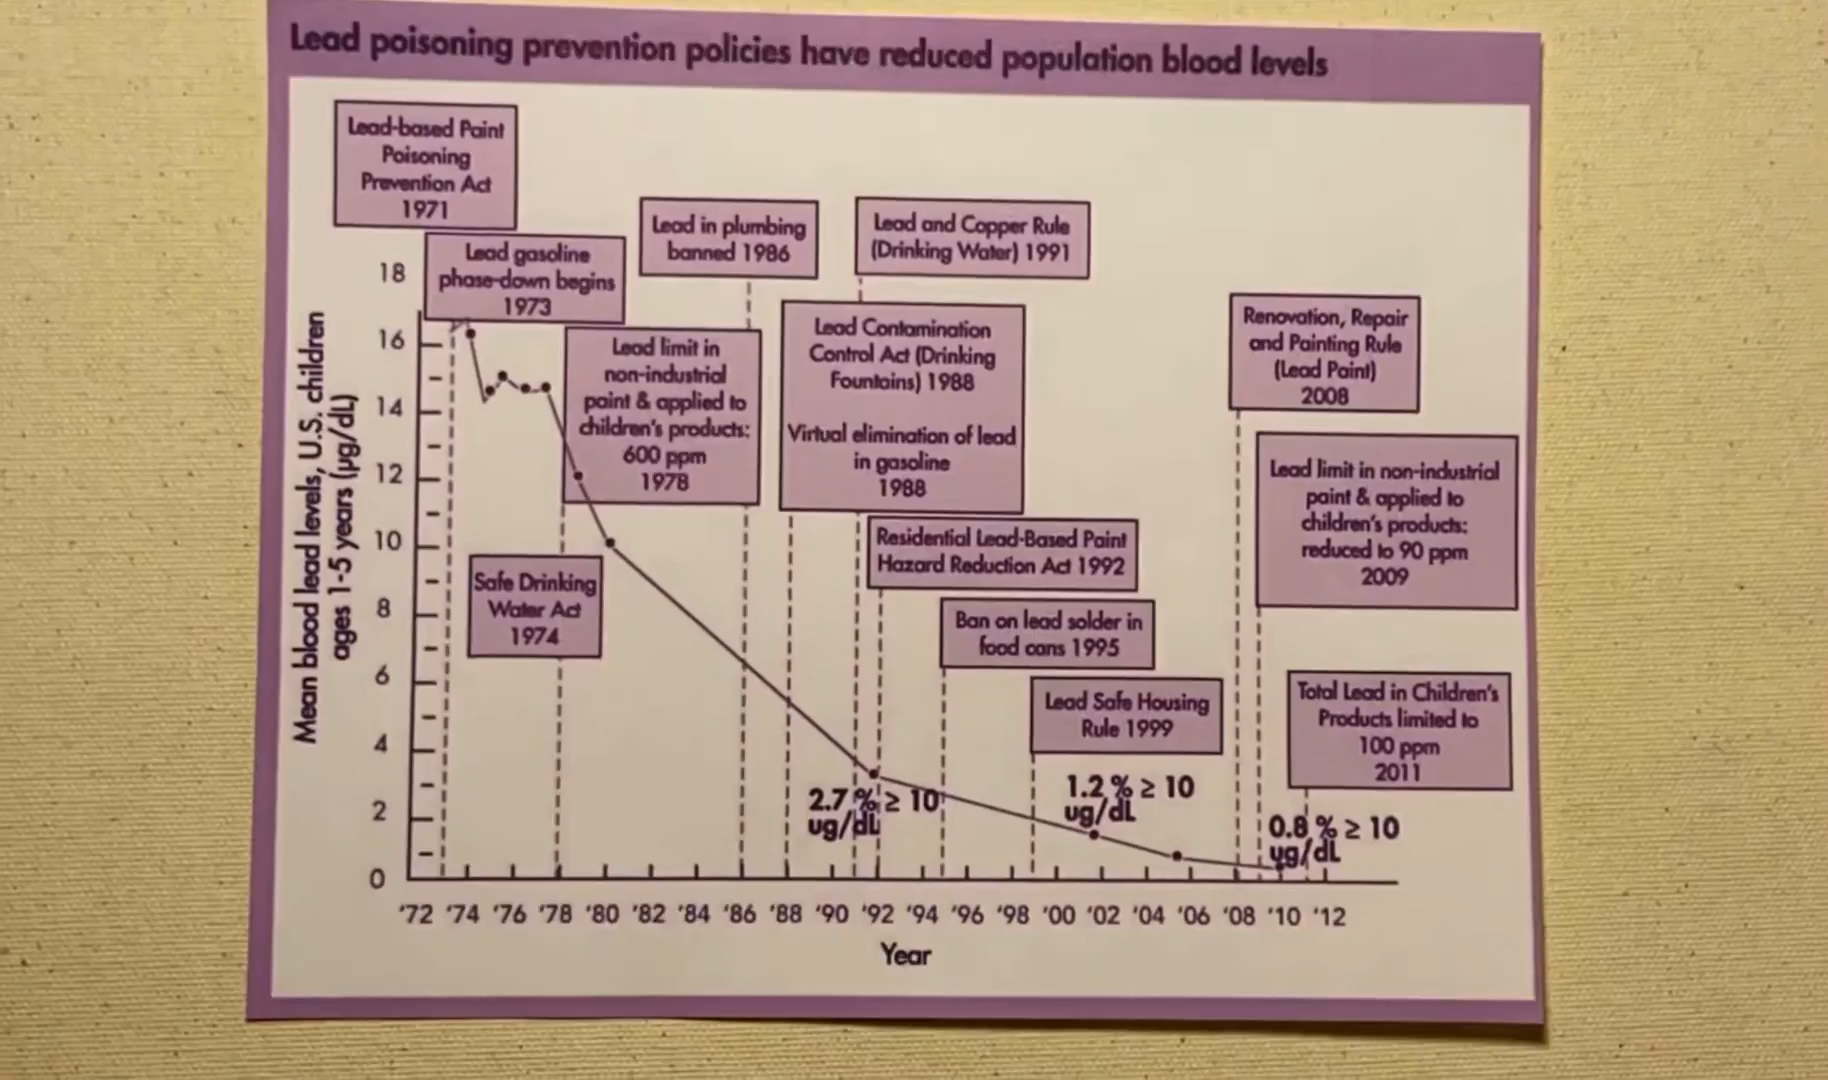 Lead poisoning prevention policies have reduced population blood levels
Lead-based Paint
Poisoning
Prevention Act
1971
Lead gasoline
phase-down begins
1973
Lead in plumbing
banned 1986
Lead and Copper Rule
(Drinking Water) 1991
Lead limit in
non-industrial
paint & applied to
children's products:
600 ppm
1978
Lead Contamination
Control Act (Drinking
Fountains) 1988
Virtual elimination of lead
in gasoline
1988
Renovation, Repair
and Painting Rule
(Lead Paint)
2008
Lead limit in non-industrial
paint & applied to
children's products:
reduced to 90 ppm
2009
Residential Lead-Based Paint
Hazard Reduction Act 1992
Safe Drinking
Water Act
1974
Ban on lead solder in
food cans 1995
Lead Safe Housing
Rule 1999
Total Lead in Children's
Products limited to
100 ppm
2011
2.7 % ≥ 10
ug/dL
1.2 % ≥ 10
ug/dL
0.8 % ≥ 10
ug/dL
Mean blood lead levels, U.S. children
ages 1-5 years (µg/dL)
18
16
14
12
10
8
6
4
2
0
'72 '74 '76 '78 '80 '82 '84 '86 '88 '90 '92 '94 '96 '98 '00 '02 '04 '06 '08 '10 '12
Year